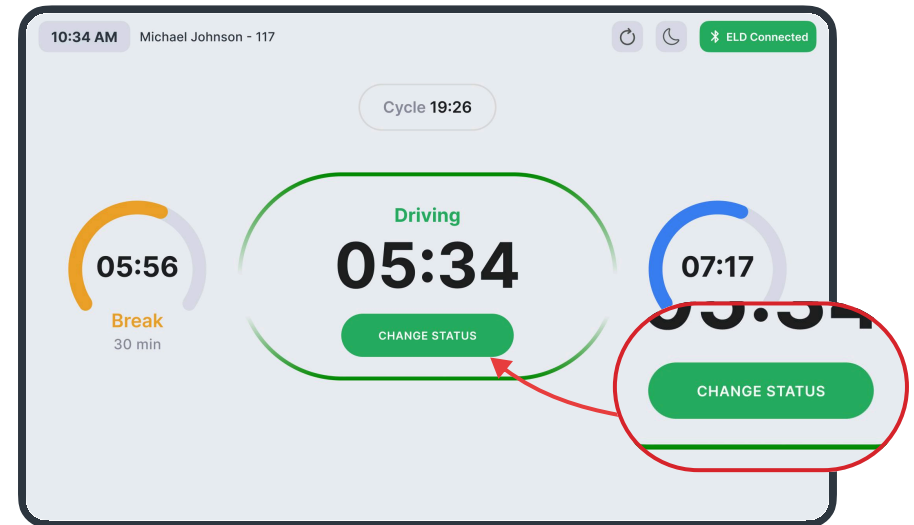 10:34 AM
Michael Johnson - 117
ELD Connected
Cycle 19:26
Driving
05:34
CHANGE STATUS
05:56
Break
30 min
07:17
CHANGE STATUS